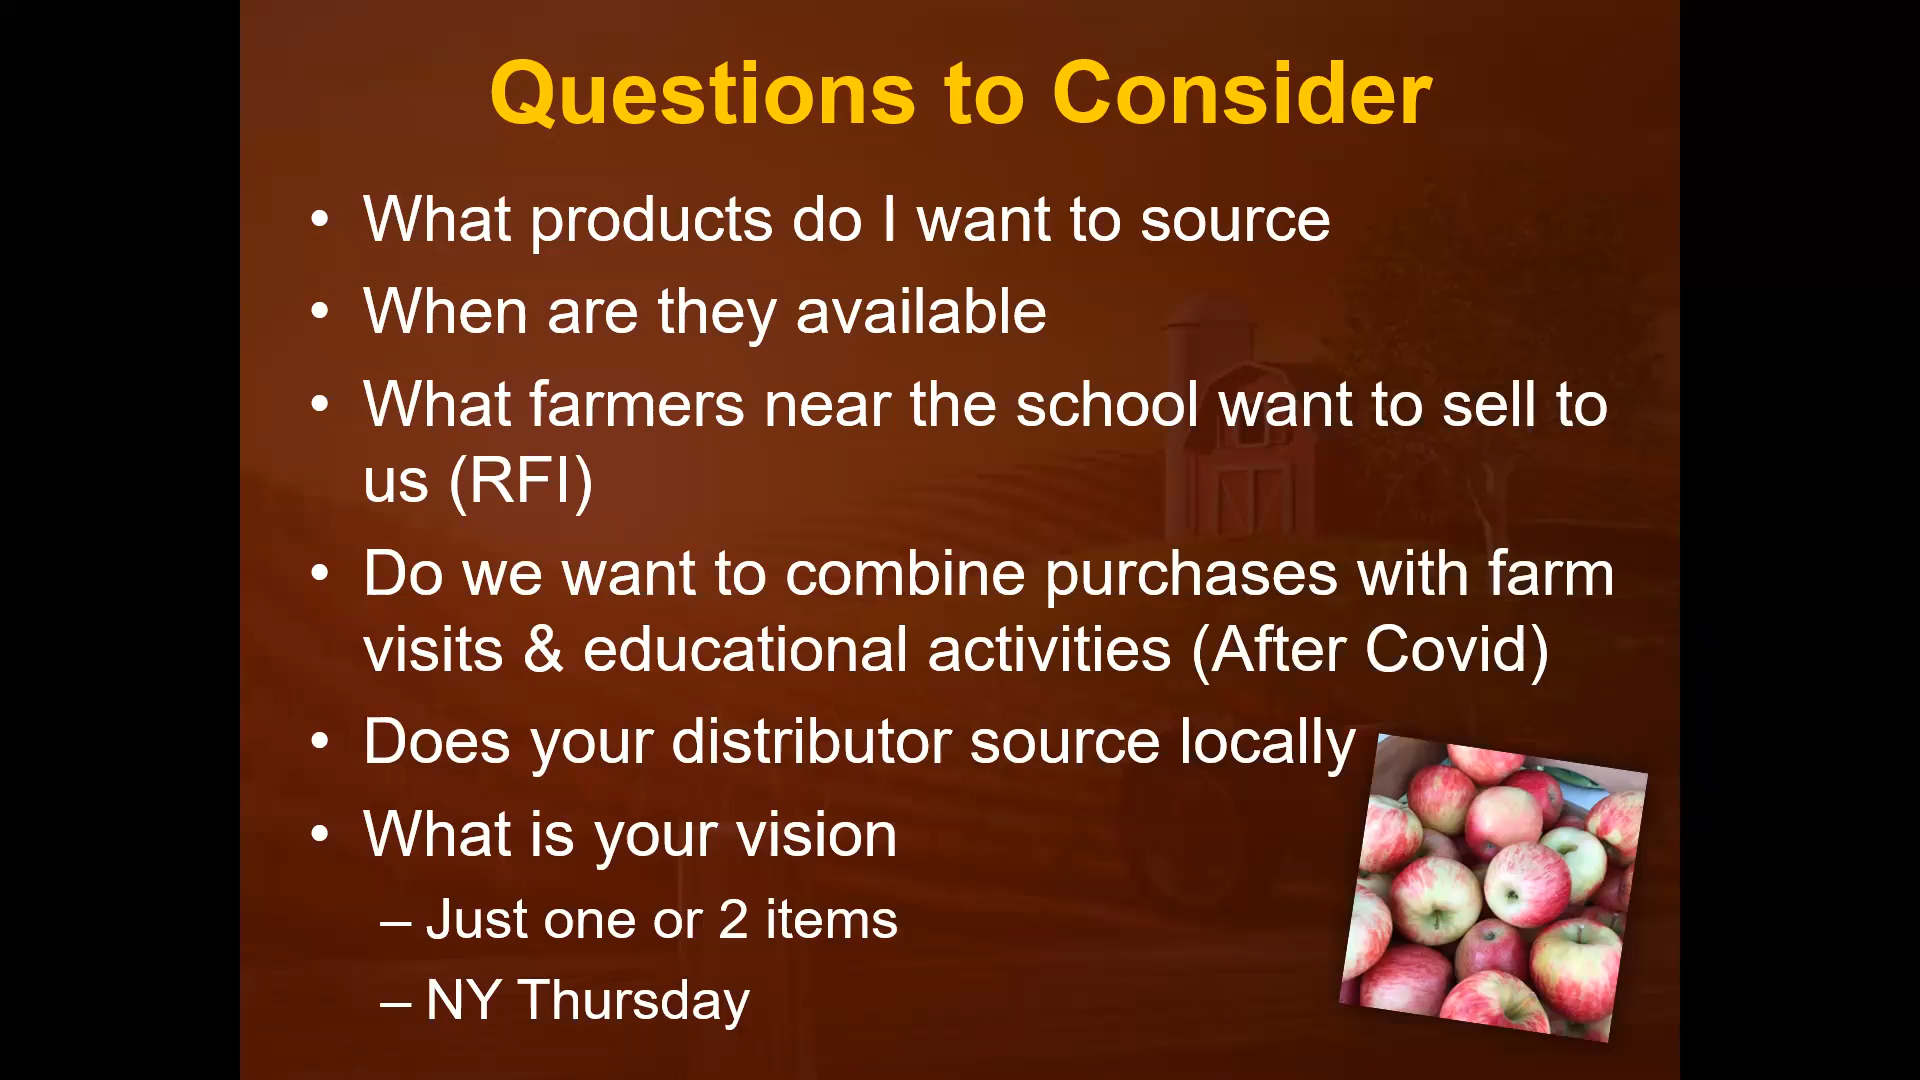 Questions to Consider
• What products do I want to source
• When are they available
• What farmers near the school want to sell to
us (RFI)
• Do we want to combine purchases with farm
visits & educational activities (After Covid)
• Does your distributor source locally
• What is your vision
– Just one or 2 items
– NY Thursday